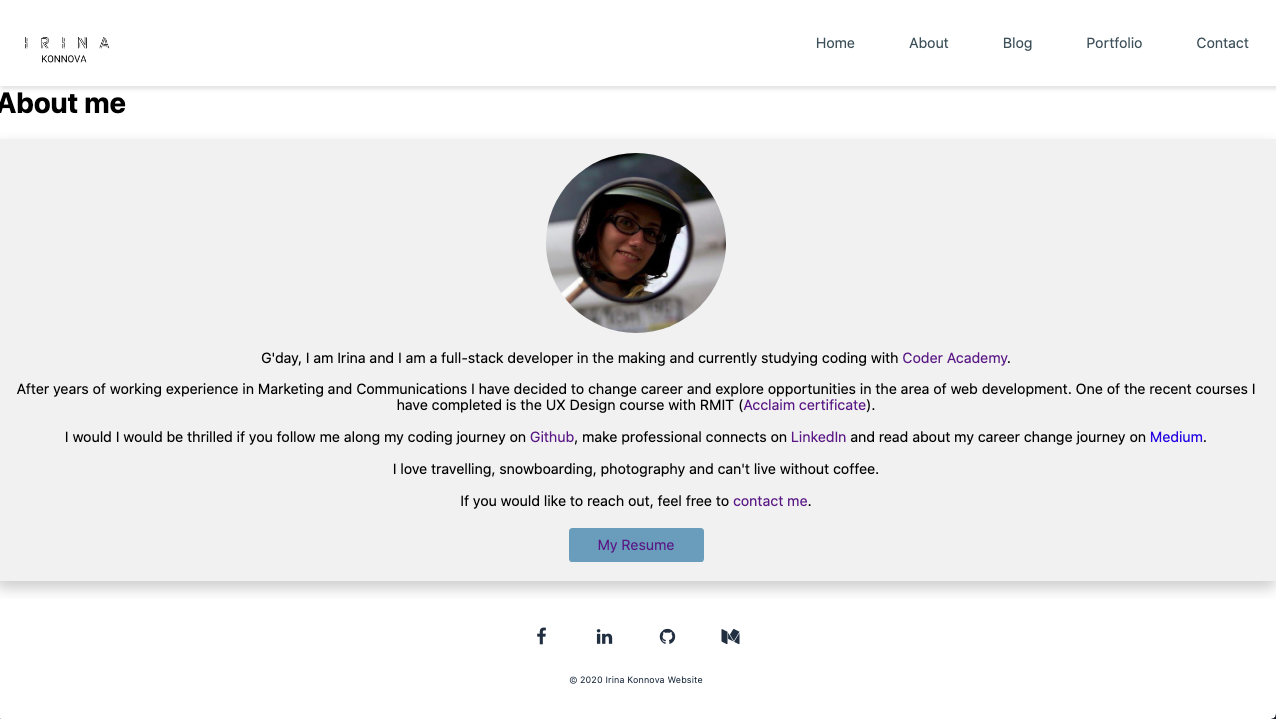 IRINA
KONNOVA
Home About Blog Portfolio Contact
About me
G'day, I am Irina and I am a full-stack developer in the making and currently studying coding with Coder Academy.
After years of working experience in Marketing and Communications I have decided to change career and explore opportunities in the area of web development. One of the recent courses I
have completed is the UX Design course with RMIT (Acclaim certificate).
I would I would be thrilled if you follow me along my coding journey on Github, make professional connects on LinkedIn and read about my career change journey on Medium.
I love travelling, snowboarding, photography and can't live without coffee.
If you would like to reach out, feel free to contact me.
My Resume
© 2020 Irina Konnova Website